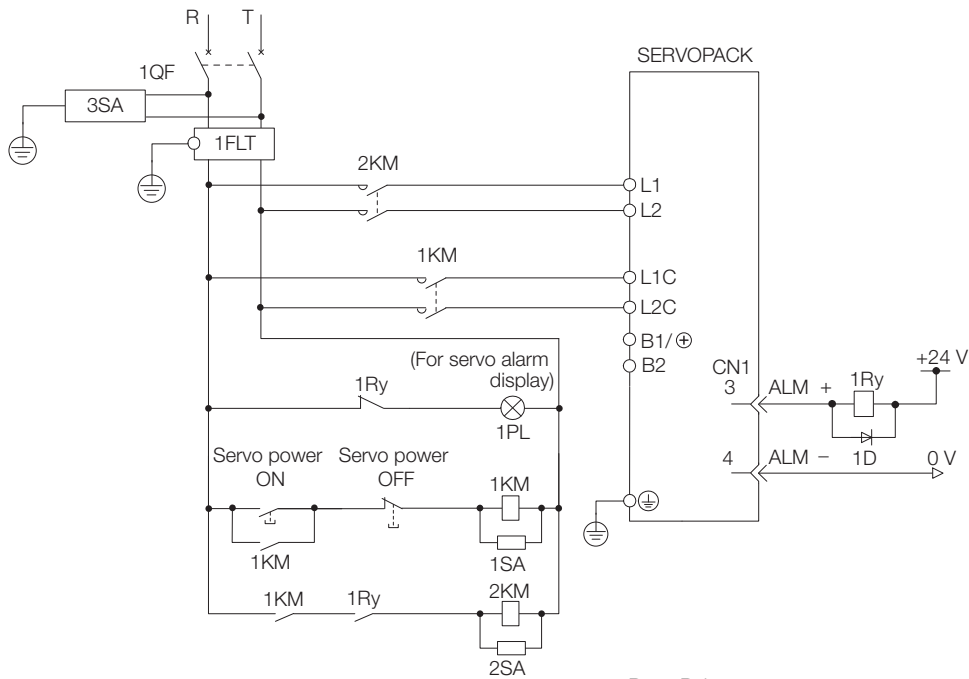 R T
1QF
SERVOPACK
3SA
1FLT
2KM
L1
L2
1KM
L1C
L2C
B1/⊕
B2
(For servo alarm
display)
1Ry
1PL
CN1
+24 V
3 ALM + 1Ry
1D
4 ALM − 0 V
Servo power
ON
Servo power
OFF
1KM
1KM
1SA
1KM 1Ry 2KM
2SA